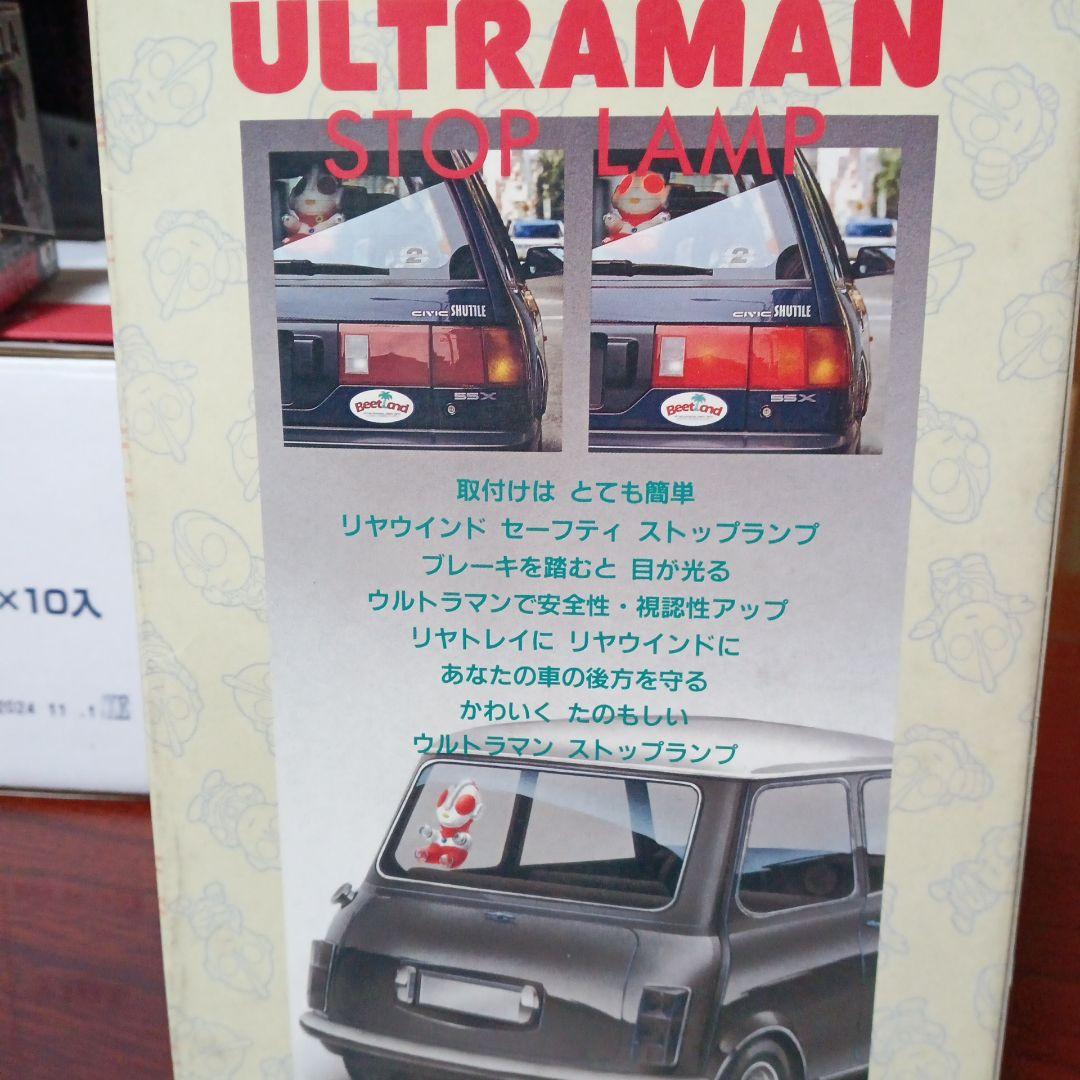 ULTRAMAN
STOP LAMP
2
2
CIVIC SHUTTLE
CIVIC SHUTTLE
55X
55X
BeetLand
BeetLand
取付けは とても簡単
リヤウインド セーフティ ストップランプ
ブレーキを踏むと 目が光る
ウルトラマンで安全性・視認性アップ
リヤトレイに リヤウインドに
あなたの車の後方を守る
かわいく たのもしい
ウルトラマン ストップランプ
×10入
2024 11 .1